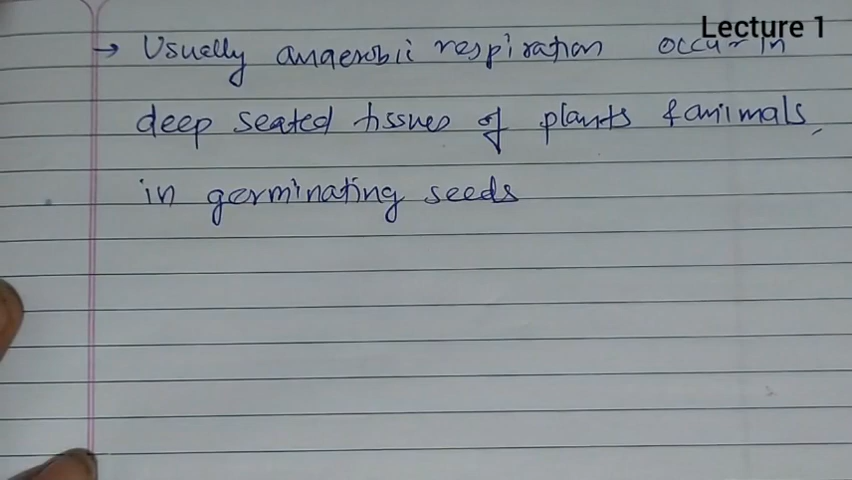 Lecture 1
→ Usually anaerobic respiration occur in
deep seated tissues of plants & animals,
in germinating seeds